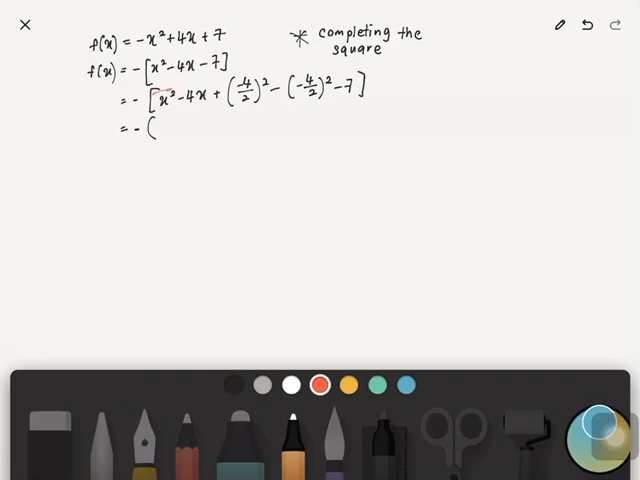 f(x) = -x² + 4x + 7
* completing the square
f(x) = -[x² - 4x - 7]
= -[x² - 4x + (-4/2)² - (-4/2)² - 7]
= -(